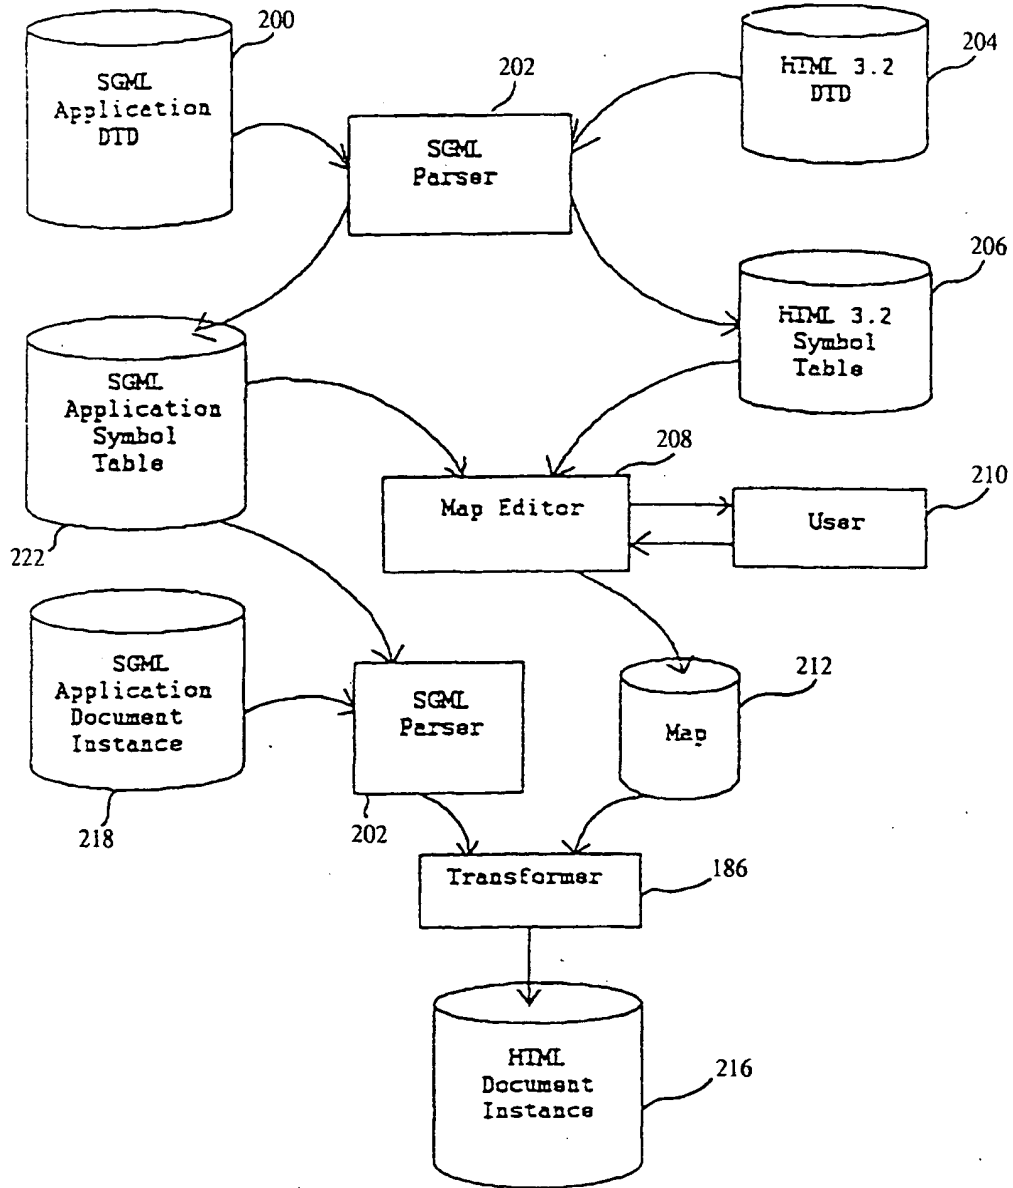 200
SGML
Application
DTD
202
SGML
Parser
HTML 3.2
DTD
204
206
HTML 3.2
Symbol
Table
SGML
Application
Symbol
Table
222
208
Map Editor
210
User
SGML
Application
Document
Instance
218
SGML
Parser
202
212
Map
Transformer
186
HTML
Document
Instance
216